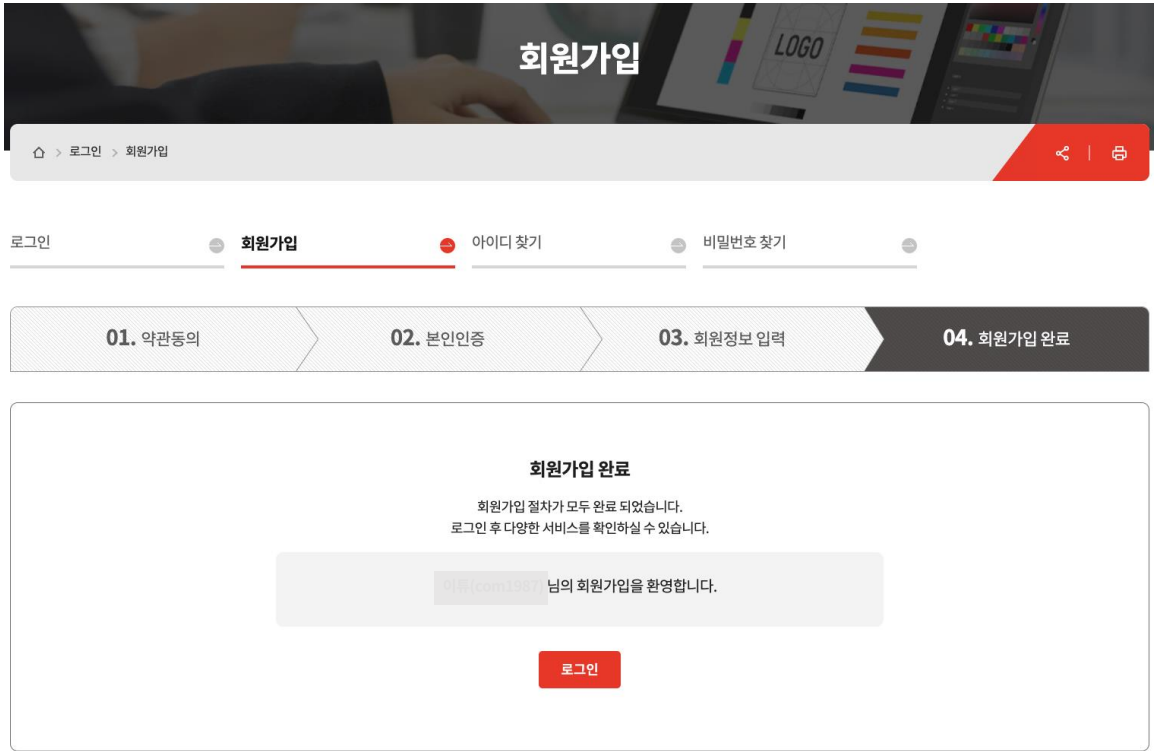 회원가입
LOGO
로그인 > 회원가입
로그인
회원가입
아이디 찾기
비밀번호 찾기
01. 약관동의
02. 본인인증
03. 회원정보 입력
04. 회원가입 완료
회원가입 완료
회원가입 절차가 모두 완료 되었습니다.
로그인 후 다양한 서비스를 확인하실 수 있습니다.
(com1987) 님의 회원가입을 환영합니다.
로그인